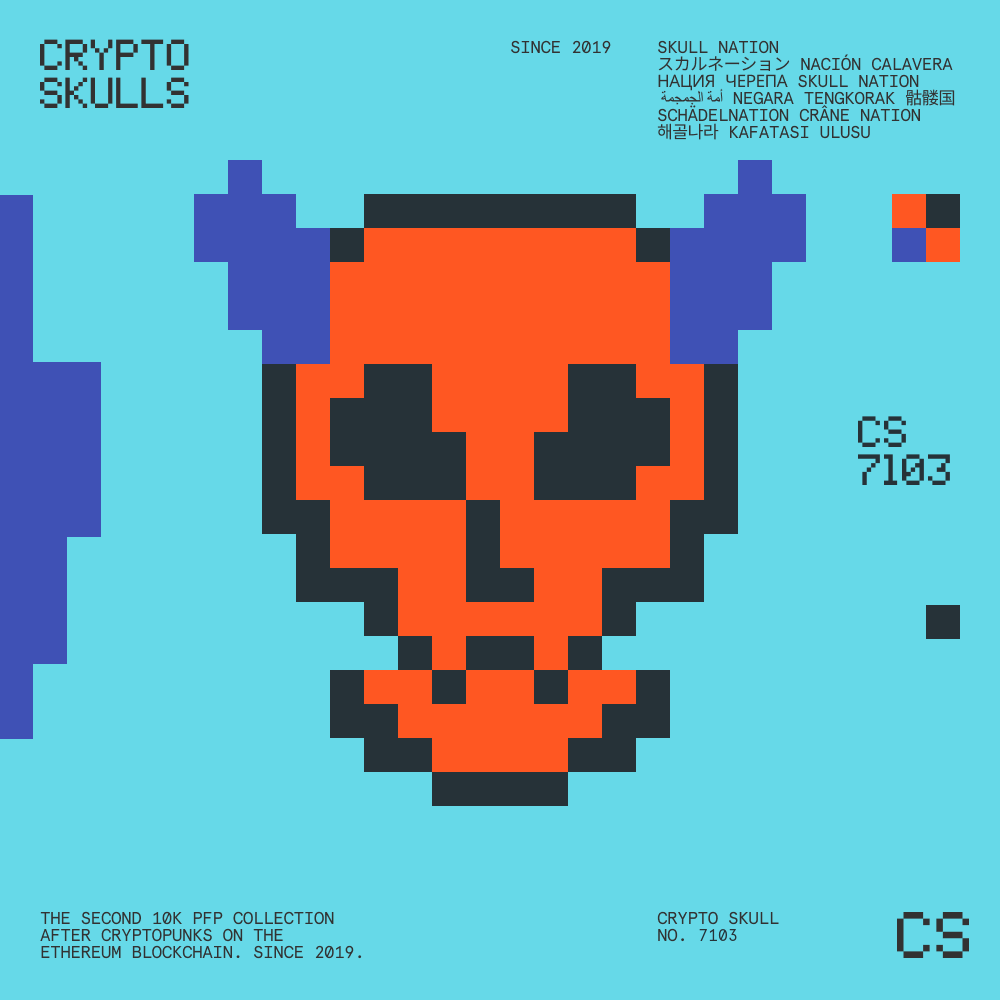 CRYPTO
SKULLS
SINCE 2019
SKULL NATION
スカルネーション NACIÓN CALAVERA
НАЦИЯ ЧЕРЕПА SKULL NATION
أمة الجمجمة NEGARA TENGKORAK 骷髅国
SCHÄDELNATION CRÂNE NATION
해골나라 KAFATASI ULUSU
CS
7103
THE SECOND 10K PFP COLLECTION
AFTER CRYPTOPUNKS ON THE
ETHEREUM BLOCKCHAIN. SINCE 2019.
CRYPTO SKULL
NO. 7103
CS